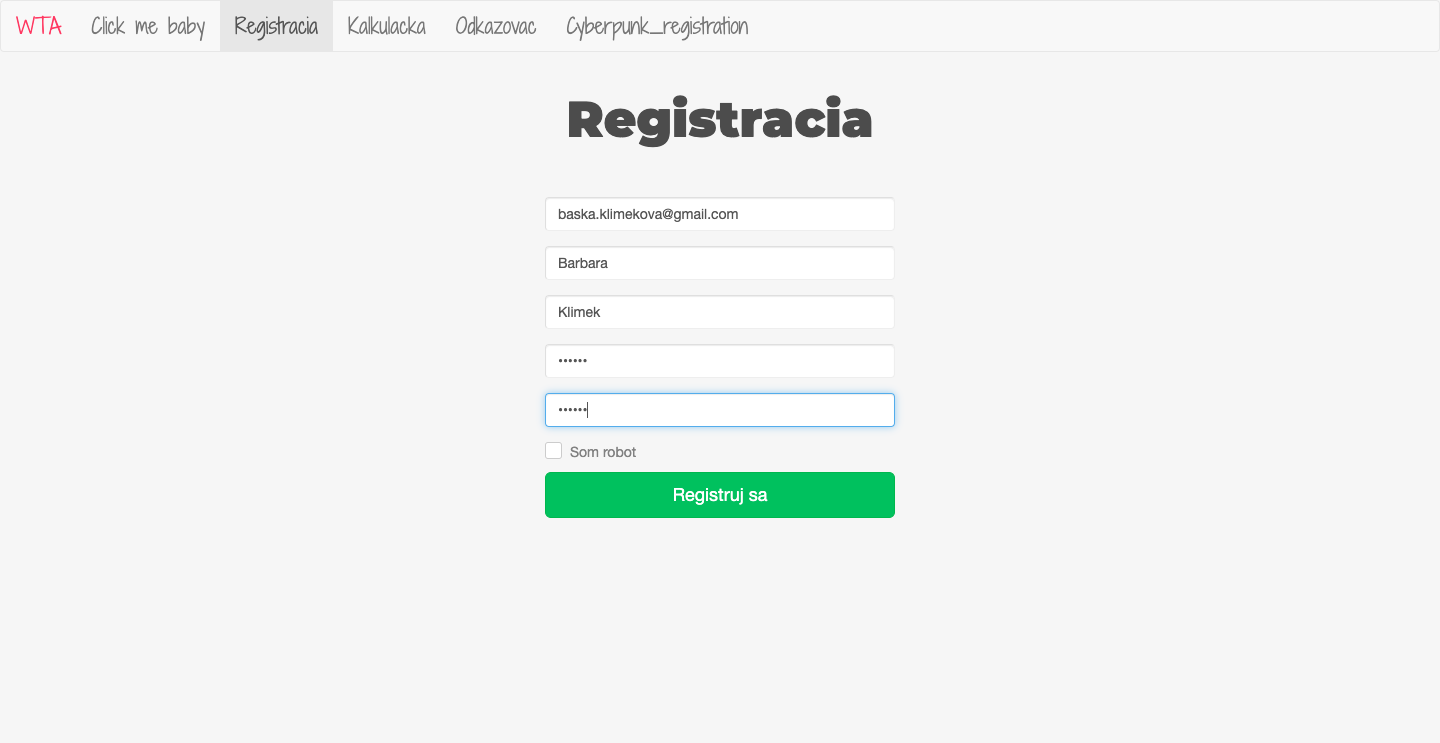 WTA Click me baby Registracia Kalkulacka Odkazovac Cyberpunk_registration
Registracia
baska.klimekova@gmail.com
Barbara
Klimek
••••••
••••••
Som robot
Registruj sa